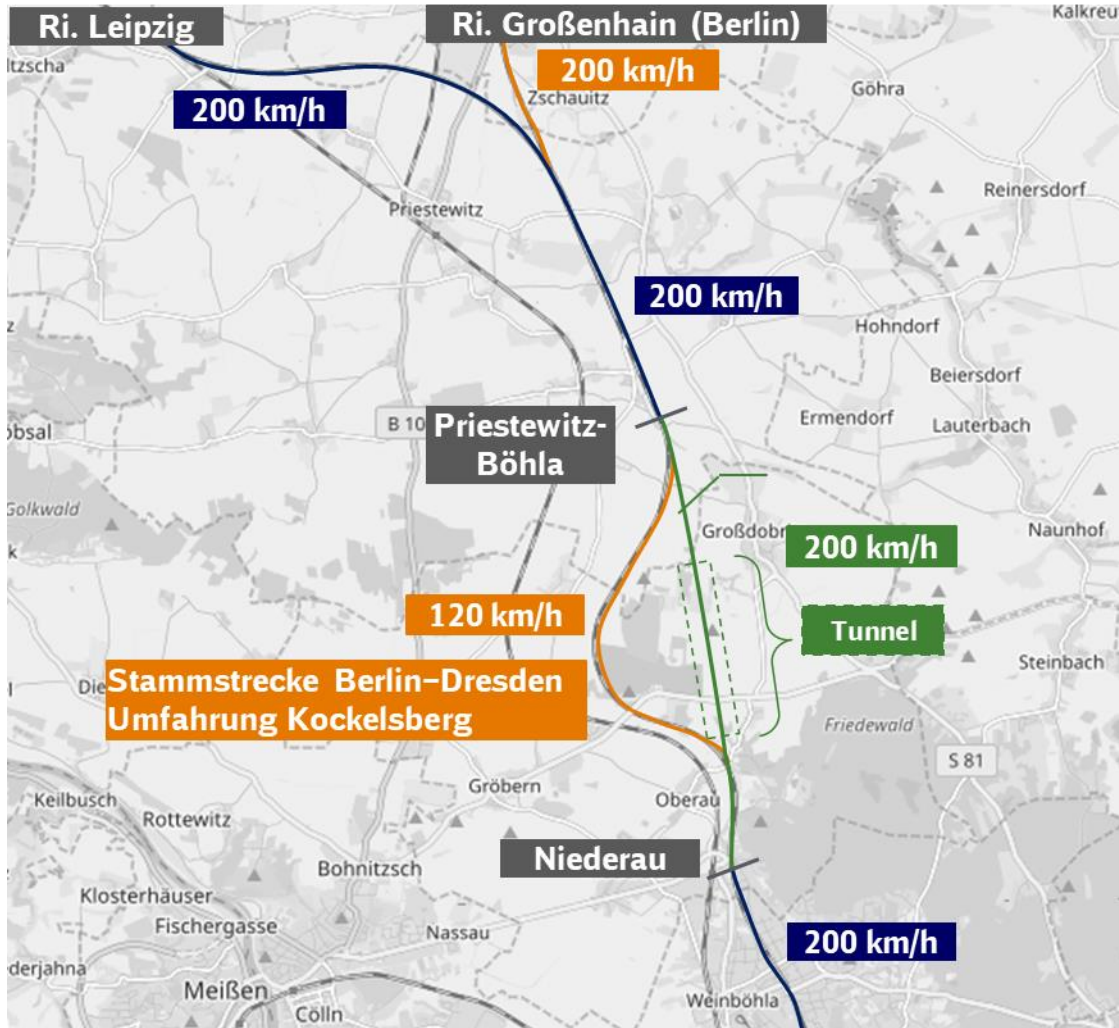 Ri. Leipzig
Ri. Großenhain (Berlin)
Kalkreut
200 km/h
Zschauitz
Göhra
200 km/h
Reinersdorf
Priestewitz
200 km/h
Hohndorf
Beiersdorf
Priestewitz-
Böhla
B 10
Ermendorf
Lauterbach
Golkwald
Großdobr
Naunhof
200 km/h
120 km/h
Tunnel
Steinbach
Stammstrecke Berlin–Dresden
Umfahrung Kockelsberg
Friedewald
S 81
Gröbern
Oberau
Keilbusch
Rottewitz
Niederau
Bohnitzsch
Klosterhäuser
Fischergasse
Nassau
200 km/h
Meißen
Weinböhla
Cölln